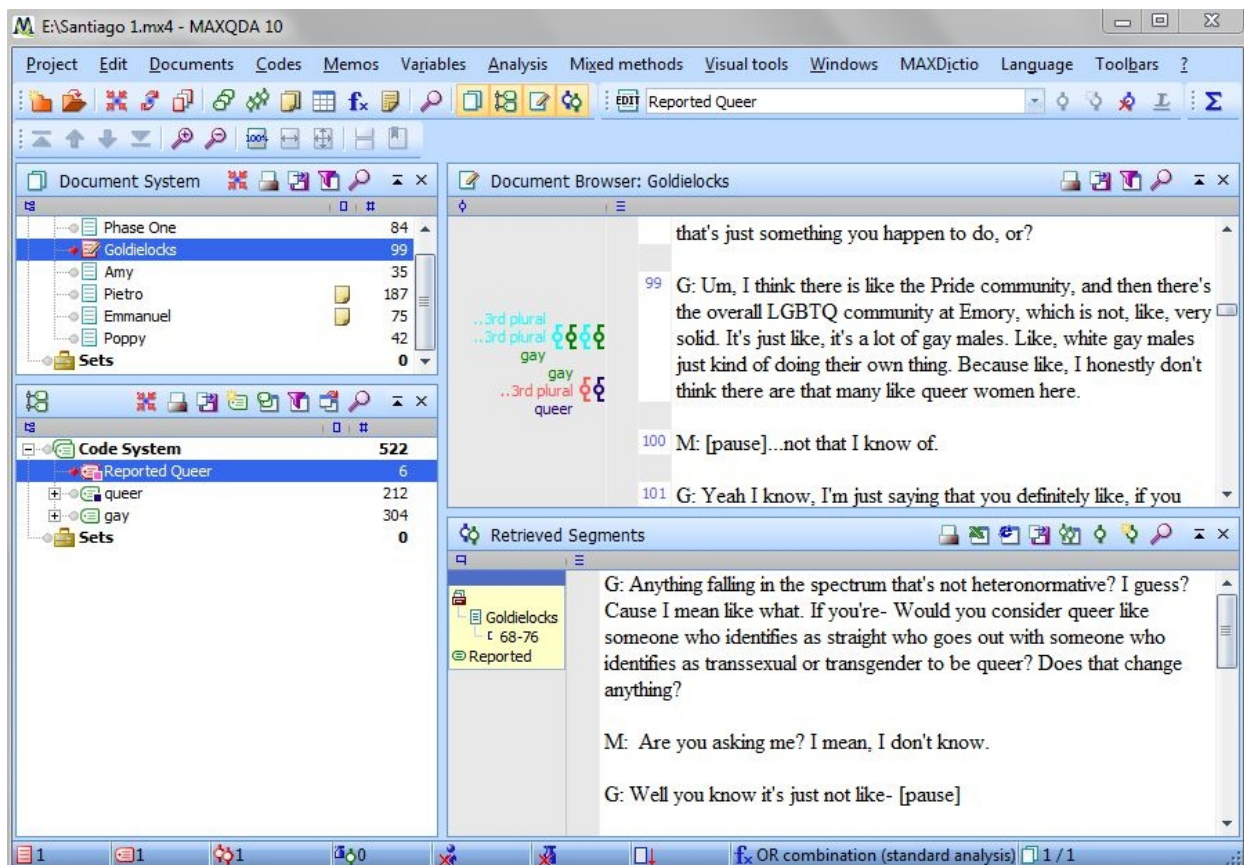 E:\Santiago 1.mx4 - MAXQDA 10
Project Edit Documents Codes Memos Variables Analysis Mixed methods Visual tools Windows MAXDictio Language Toolbars ?
EDIT Reported Queer
100%
Document System
#
Phase One 84
Goldielocks 99
Amy 35
Pietro 187
Emmanuel 75
Poppy 42
Sets 0
#
Code System 522
Reported Queer 6
queer 212
gay 304
Sets 0
Document Browser: Goldielocks
that's just something you happen to do, or?
..3rd plural
..3rd plural
gay
gay
..3rd plural
queer
99 G: Um, I think there is like the Pride community, and then there's
the overall LGBTQ community at Emory, which is not, like, very
solid. It's just like, it's a lot of gay males. Like, white gay males
just kind of doing their own thing. Because like, I honestly don't
think there are that many like queer women here.
100 M: [pause]...not that I know of.
101 G: Yeah I know, I'm just saying that you definitely like, if you
Retrieved Segments
Goldielocks
68-76
Reported
G: Anything falling in the spectrum that's not heteronormative? I guess?
Cause I mean like what. If you're- Would you consider queer like
someone who identifies as straight who goes out with someone who
identifies as transsexual or transgender to be queer? Does that change
anything?
M: Are you asking me? I mean, I don't know.
G: Well you know it's just not like- [pause]
1 1 1 0 fx OR combination (standard analysis) 1 / 1